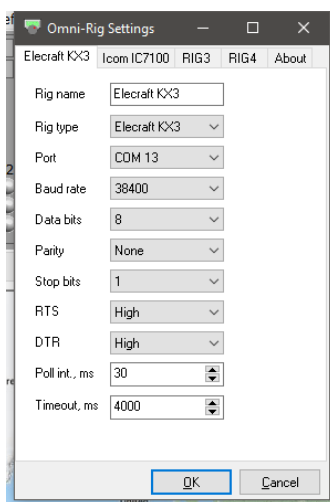 Omni-Rig Settings
Elecraft KX3 Icom IC7100 RIG3 RIG4 About
Rig name Elecraft KX3
Rig type Elecraft KX3
Port COM 13
Baud rate 38400
Data bits 8
Parity None
Stop bits 1
RTS High
DTR High
Poll int., ms 30
Timeout, ms 4000
OK Cancel